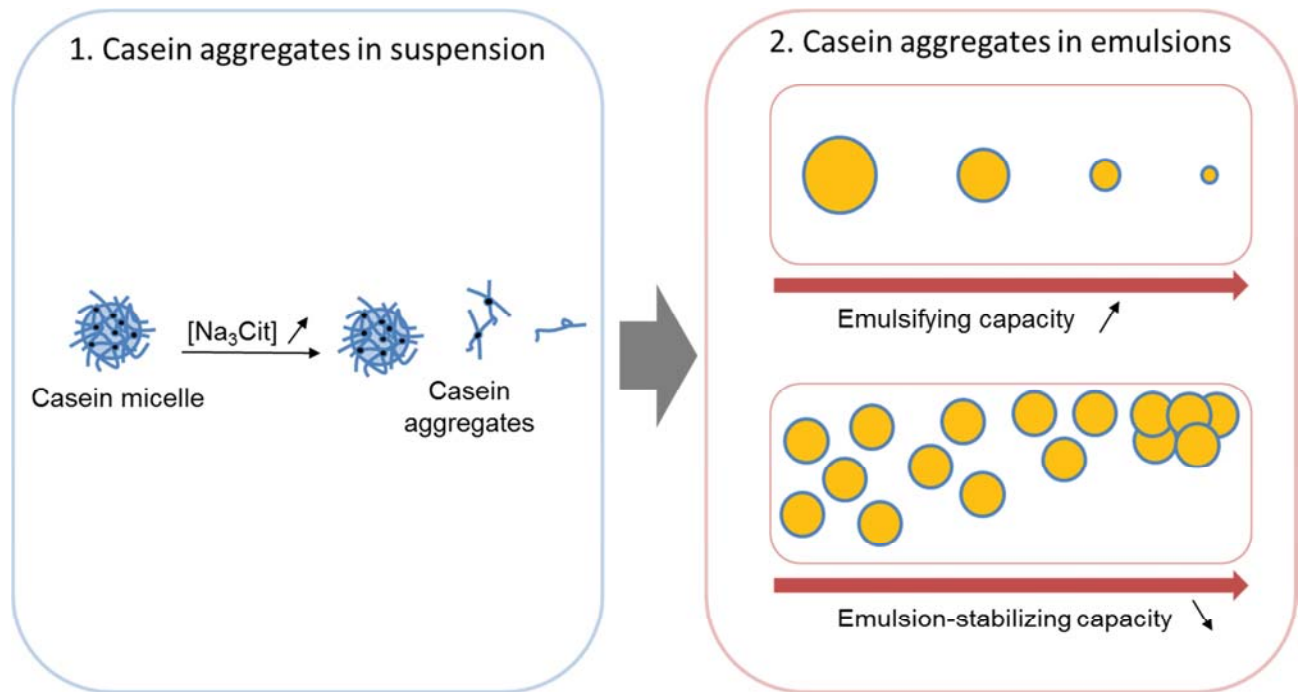 1. Casein aggregates in suspension
[Na₃Cit] ↗
Casein micelle
Casein
aggregates
2. Casein aggregates in emulsions
Emulsifying capacity ↗
Emulsion-stabilizing capacity ↘